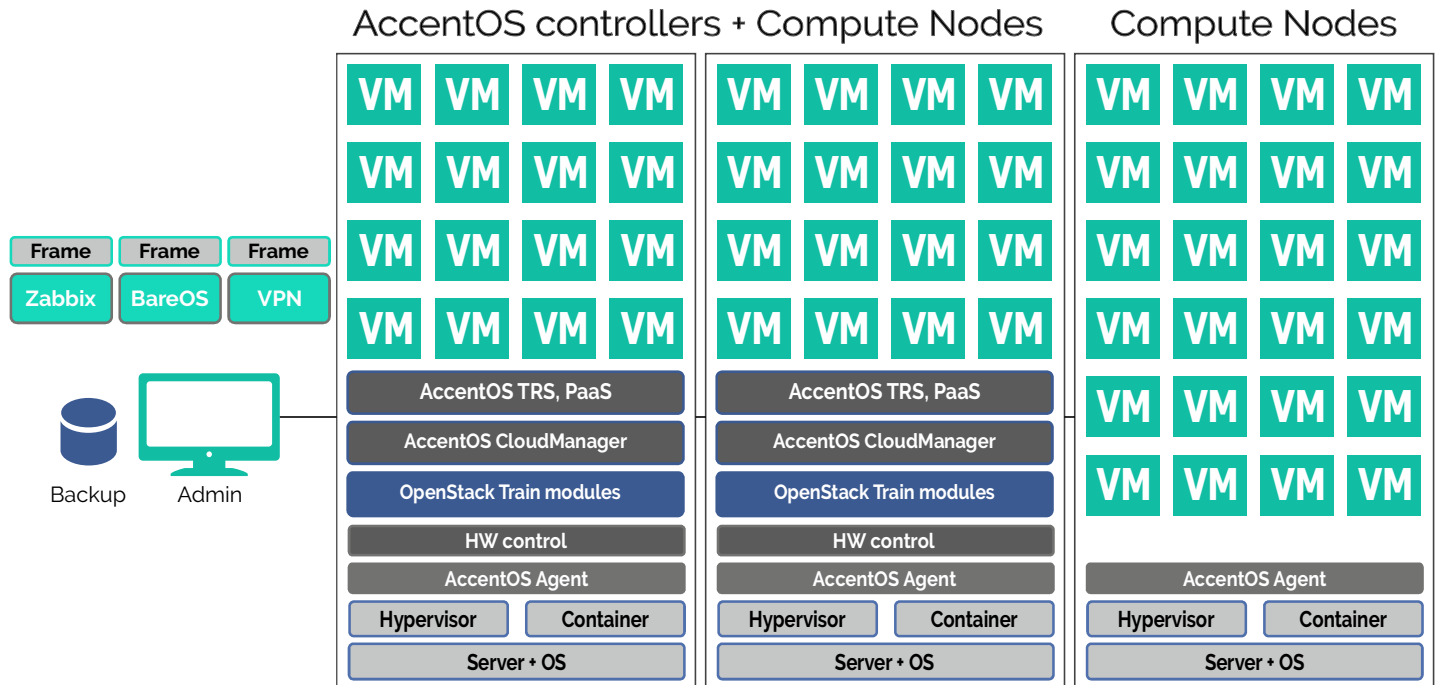 AccentOS controllers + Compute Nodes
Compute Nodes
VM VM VM VM
VM VM VM VM
VM VM VM VM
VM VM VM VM
VM VM VM VM
VM VM VM VM
VM VM VM VM
VM VM VM VM
VM VM VM VM
VM VM VM VM
VM VM VM VM
VM VM VM VM
VM VM VM VM
VM VM VM VM
Frame Frame Frame
Zabbix BareOS VPN
Backup Admin
AccentOS TRS, PaaS
AccentOS CloudManager
OpenStack Train modules
HW control
AccentOS Agent
Hypervisor Container
Server + OS
AccentOS TRS, PaaS
AccentOS CloudManager
OpenStack Train modules
HW control
AccentOS Agent
Hypervisor Container
Server + OS
AccentOS Agent
Hypervisor Container
Server + OS